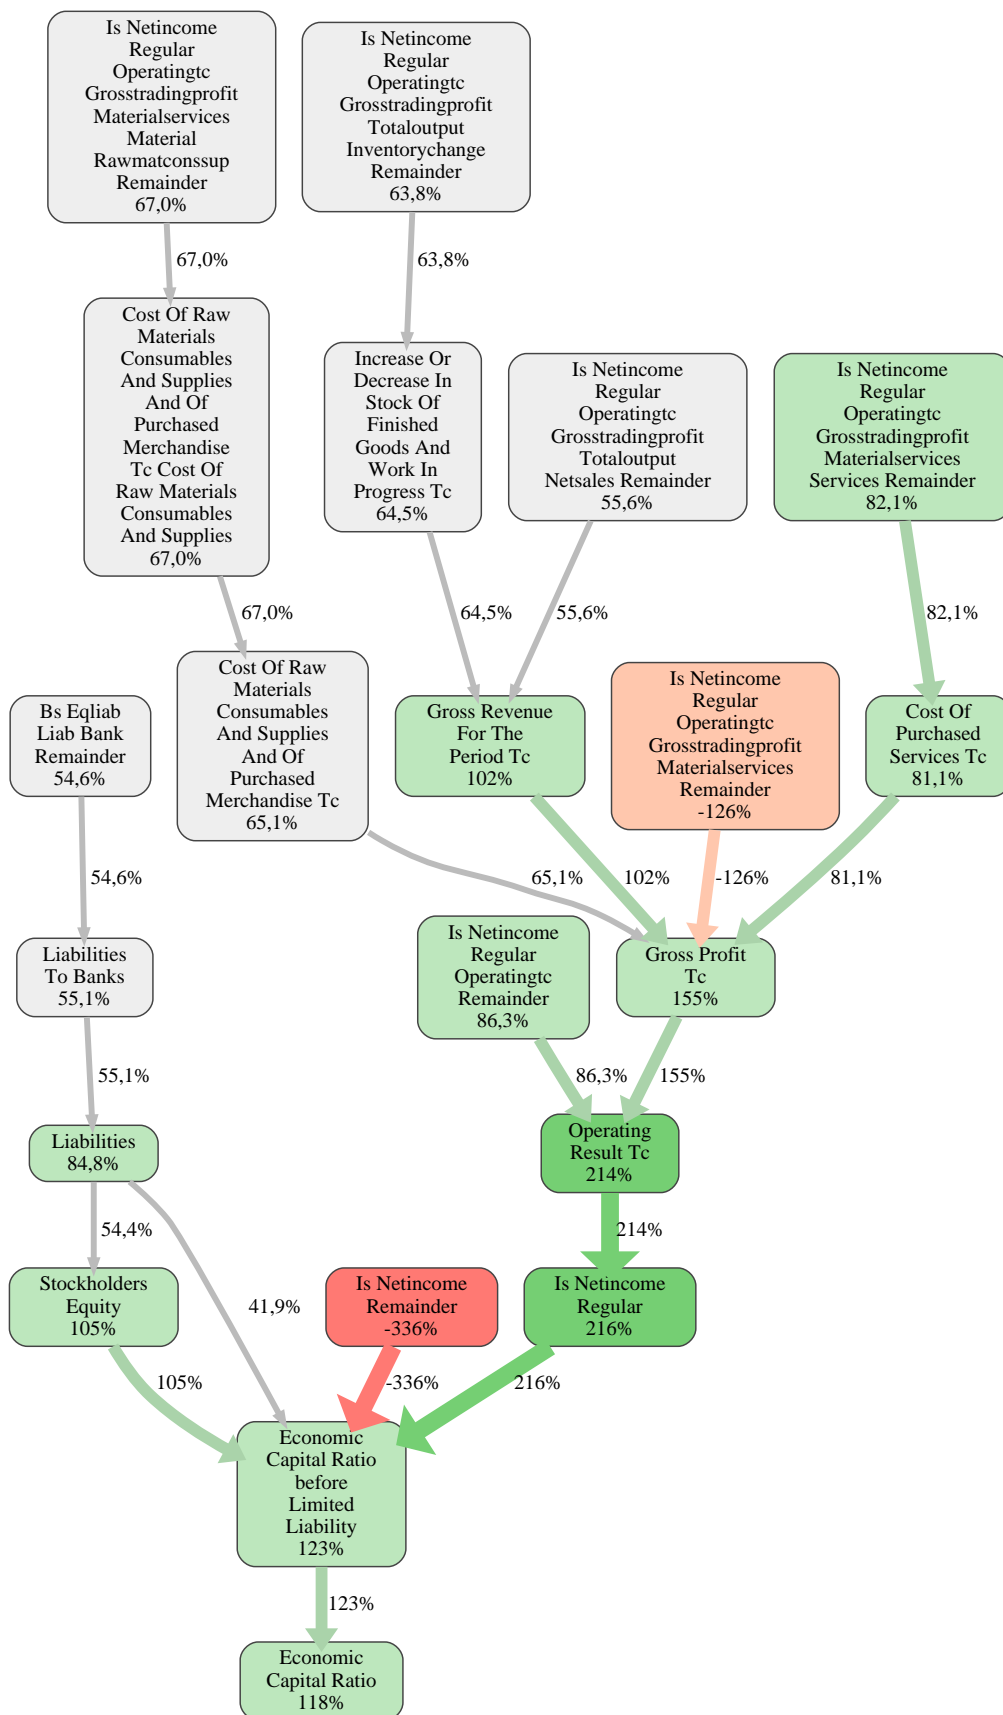 Is Netincome
Regular
Operatingtc
Grosstradingprofit
Materialservices
Material
Rawmatconssup
Remainder
67,0%
Is Netincome
Regular
Operatingtc
Grosstradingprofit
Totaloutput
Inventorychange
Remainder
63,8%
67,0%
63,8%
Cost Of Raw
Materials
Consumables
And Supplies
And Of
Purchased
Merchandise
Tc Cost Of
Raw Materials
Consumables
And Supplies
67,0%
Increase Or
Decrease In
Stock Of
Finished
Goods And
Work In
Progress Tc
64,5%
Is Netincome
Regular
Operatingtc
Grosstradingprofit
Totaloutput
Netsales Remainder
55,6%
Is Netincome
Regular
Operatingtc
Grosstradingprofit
Materialservices
Services Remainder
82,1%
67,0%
64,5%
55,6%
82,1%
Bs Eqliab
Liab Bank
Remainder
54,6%
Cost Of Raw
Materials
Consumables
And Supplies
And Of
Purchased
Merchandise Tc
65,1%
Gross Revenue
For The
Period Tc
102%
Is Netincome
Regular
Operatingtc
Grosstradingprofit
Materialservices
Remainder
-126%
Cost Of
Purchased
Services Tc
81,1%
54,6%
65,1%
102%
-126%
81,1%
Liabilities
To Banks
55,1%
Is Netincome
Regular
Operatingtc
Remainder
86,3%
Gross Profit
Tc
155%
55,1%
86,3%
155%
Liabilities
84,8%
Operating
Result Tc
214%
54,4%
41,9%
214%
Stockholders
Equity
105%
Is Netincome
Remainder
-336%
Is Netincome
Regular
216%
105%
-336%
216%
Economic
Capital Ratio
before
Limited
Liability
123%
123%
Economic
Capital Ratio
118%